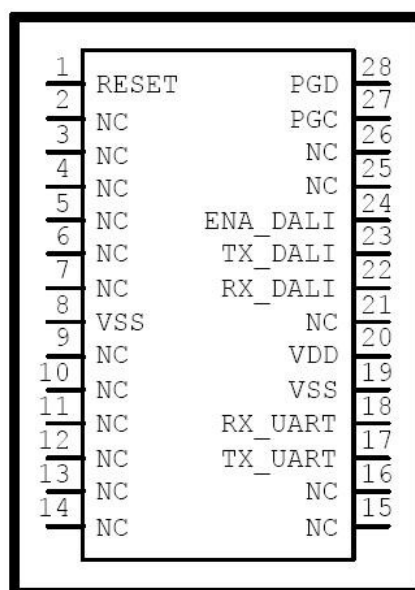 1 RESET PGD 28
2 NC PGC 27
3 NC NC 26
4 NC NC 25
5 NC ENA_DALI 24
6 NC TX_DALI 23
7 NC RX_DALI 22
8 VSS NC 21
9 NC VDD 20
10 NC VSS 19
11 NC RX_UART 18
12 NC TX_UART 17
13 NC NC 16
14 NC NC 15